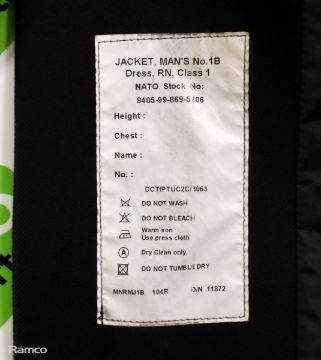 JACKET, MAN'S No.1B
Dress, RN, Class 1
NATO Stock No:
8405-99-869-5206
Height :
Chest :
Name :
No. :
DCTIPTUC2C/3063
DO NOT WASH
DO NOT BLEACH
Warm iron
Use press cloth
A Dry Clean only
DO NOT TUMBLE DRY
MNRMJ1B 104R O/N 11872
Ramco